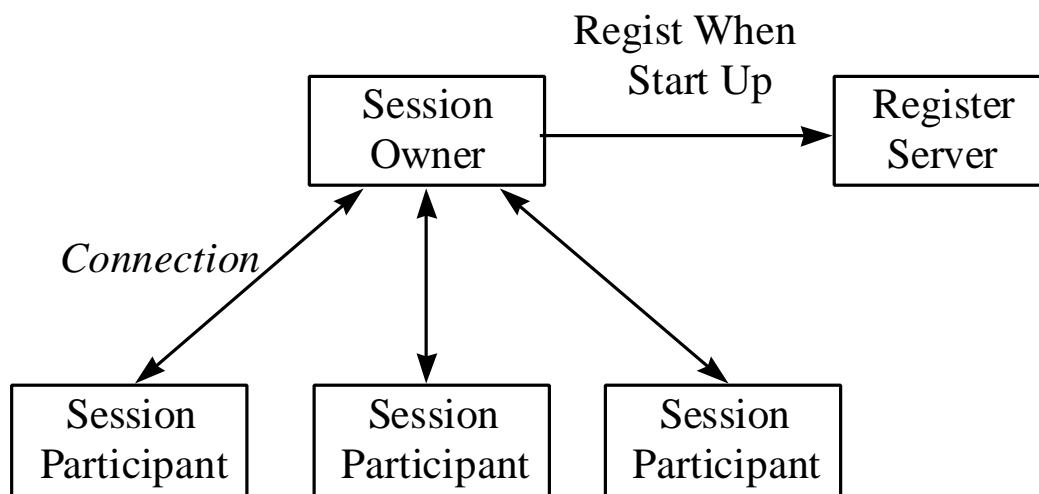 Regist When
Start Up
Session
Owner
Register
Server
Connection
Session
Participant
Session
Participant
Session
Participant